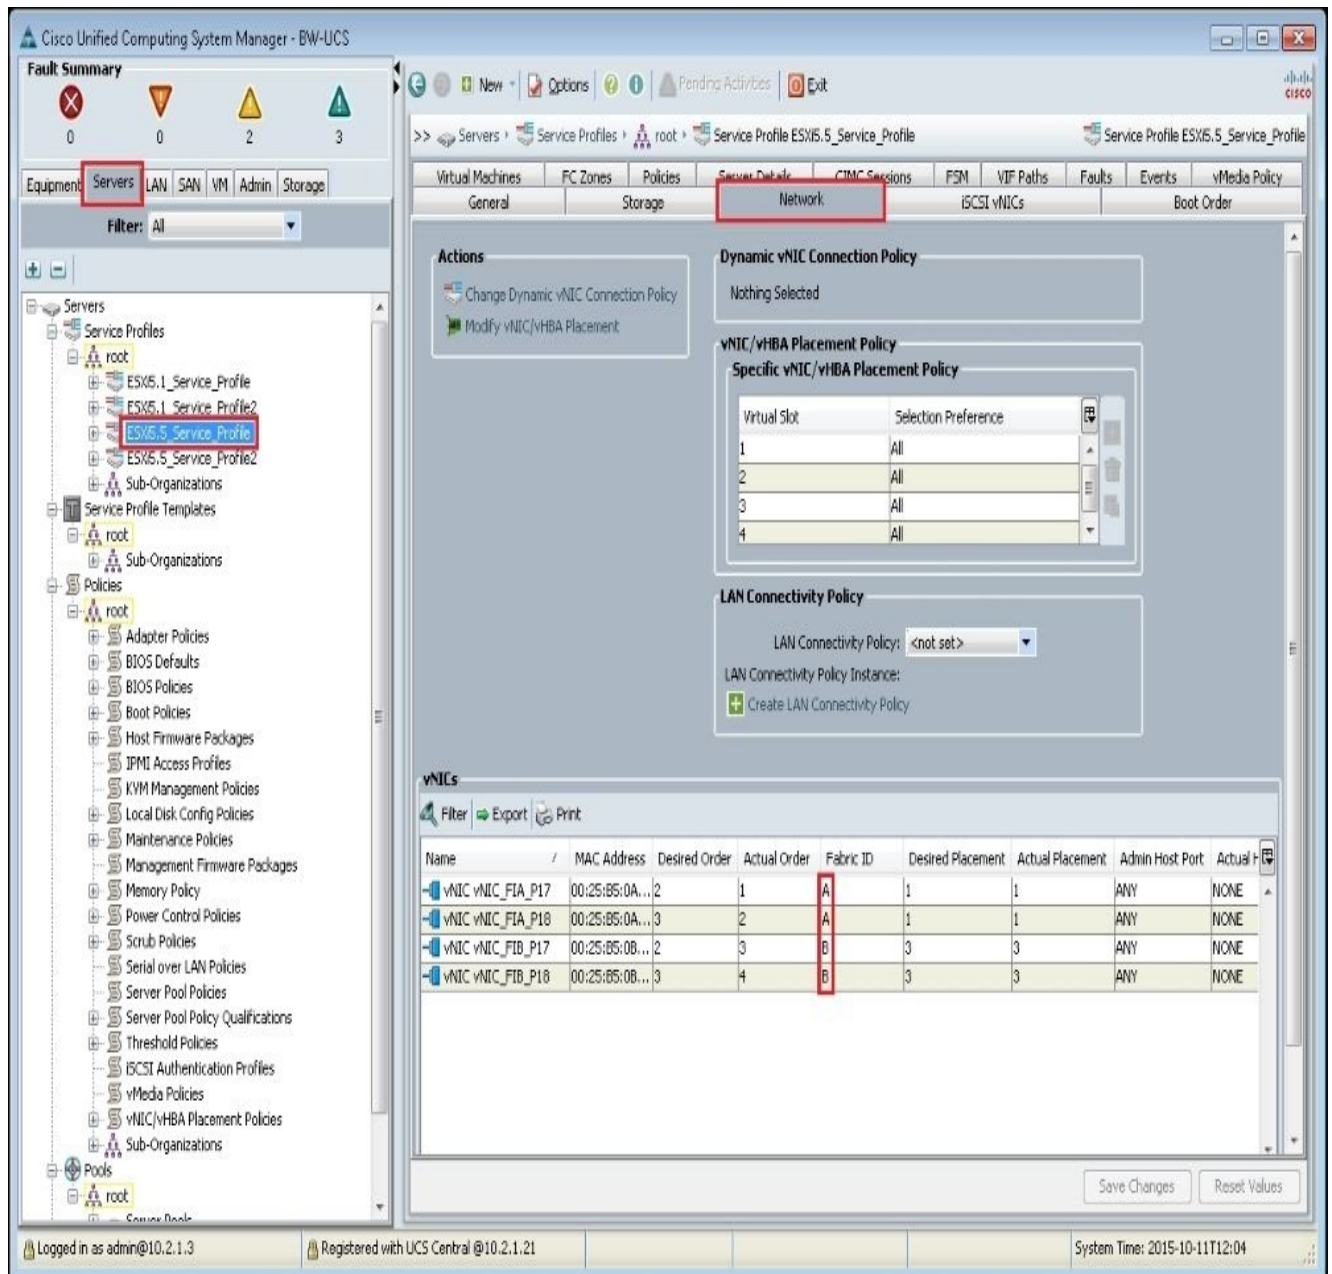 Cisco Unified Computing System Manager - BW-UCS
Fault Summary
0 0 2 3
New Options Pending Activities Exit
CISCO
>> Servers Service Profiles root Service Profile ESXi5.5_Service_Profile Service Profile ESXi5.5_Service_Profile
Equipment Servers LAN SAN VM Admin Storage
Filter: All
Virtual Machines FC Zones Policies Server Details CIMC Sessions FSM VIF Paths Faults Events vMedia Policy
General Storage Network iSCSI vNICs Boot Order
Servers
Service Profiles
root
ESXi5.1_Service_Profile
ESXi5.1_Service_Profile2
ESXi5.5_Service_Profile
ESXi5.5_Service_Profile2
Sub-Organizations
Service Profile Templates
root
Sub-Organizations
Policies
root
Adapter Policies
BIOS Defaults
BIOS Policies
Boot Policies
Host Firmware Packages
IPMI Access Profiles
KVM Management Policies
Local Disk Config Policies
Maintenance Policies
Management Firmware Packages
Memory Policy
Power Control Policies
Scrub Policies
Serial over LAN Policies
Server Pool Policies
Server Pool Policy Qualifications
Threshold Policies
iSCSI Authentication Profiles
vMedia Policies
vNIC/vHBA Placement Policies
Sub-Organizations
Pools
root
Server Pools
Actions
Change Dynamic vNIC Connection Policy
Modify vNIC/vHBA Placement
Dynamic vNIC Connection Policy
Nothing Selected
vNIC/vHBA Placement Policy
Specific vNIC/vHBA Placement Policy
Virtual Slot Selection Preference
1 All
2 All
3 All
4 All
LAN Connectivity Policy
LAN Connectivity Policy: <not set>
LAN Connectivity Policy Instance:
Create LAN Connectivity Policy
vNICs
Filter Export Print
Name MAC Address Desired Order Actual Order Fabric ID Desired Placement Actual Placement Admin Host Port Actual H
vNIC vNIC_FIA_P17 00:25:B5:0A... 2 1 A 1 1 ANY NONE
vNIC vNIC_FIA_P18 00:25:B5:0A... 3 2 A 1 1 ANY NONE
vNIC vNIC_FIB_P17 00:25:B5:0B... 2 3 B 3 3 ANY NONE
vNIC vNIC_FIB_P18 00:25:B5:0B... 3 4 B 3 3 ANY NONE
Save Changes Reset Values
Logged in as admin@10.2.1.3 Registered with UCS Central @10.2.1.21 System Time: 2015-10-11T12:04